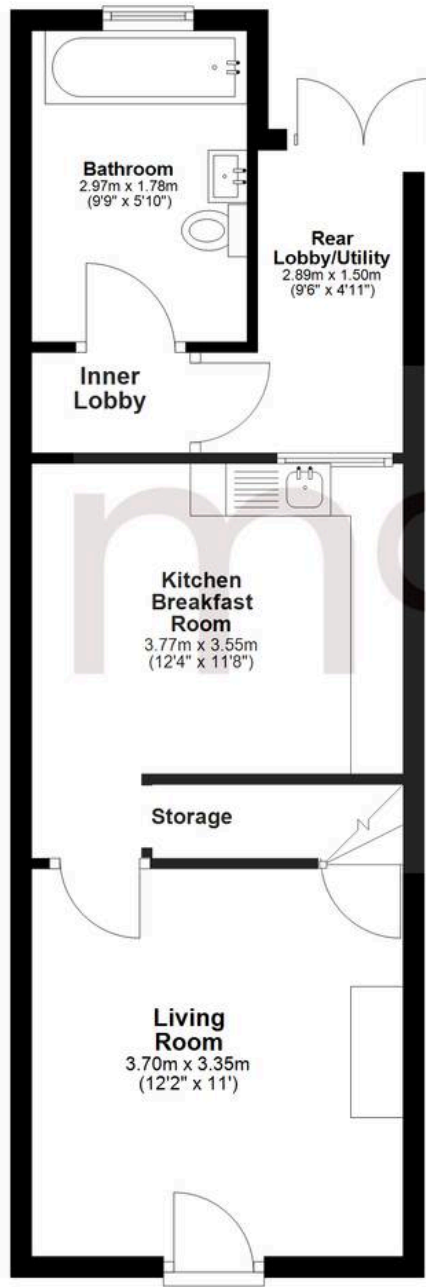 Bathroom
2.97m x 1.78m
(9'9" x 5'10")
Rear
Lobby/Utility
2.89m x 1.50m
(9'6" x 4'11")
Inner
Lobby
Kitchen
Breakfast
Room
3.77m x 3.55m
(12'4" x 11'8")
Storage
Living
Room
3.70m x 3.35m
(12'2" x 11')